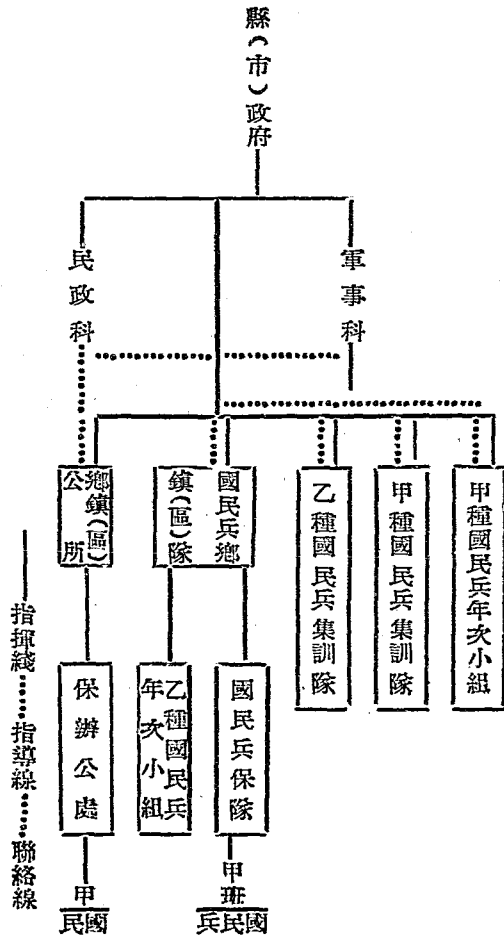 縣（市）政府
軍事科
民政科
甲種國民兵年次小組
甲種國民兵集訓隊
乙種國民兵集訓隊
國民兵鄉
鎮（區）隊
鄉鎮（區）
公所
國民兵保隊
乙種國民兵
年次小組
保辦公處
甲班
國民兵
甲
國民
指揮綫
指導線
聯絡線